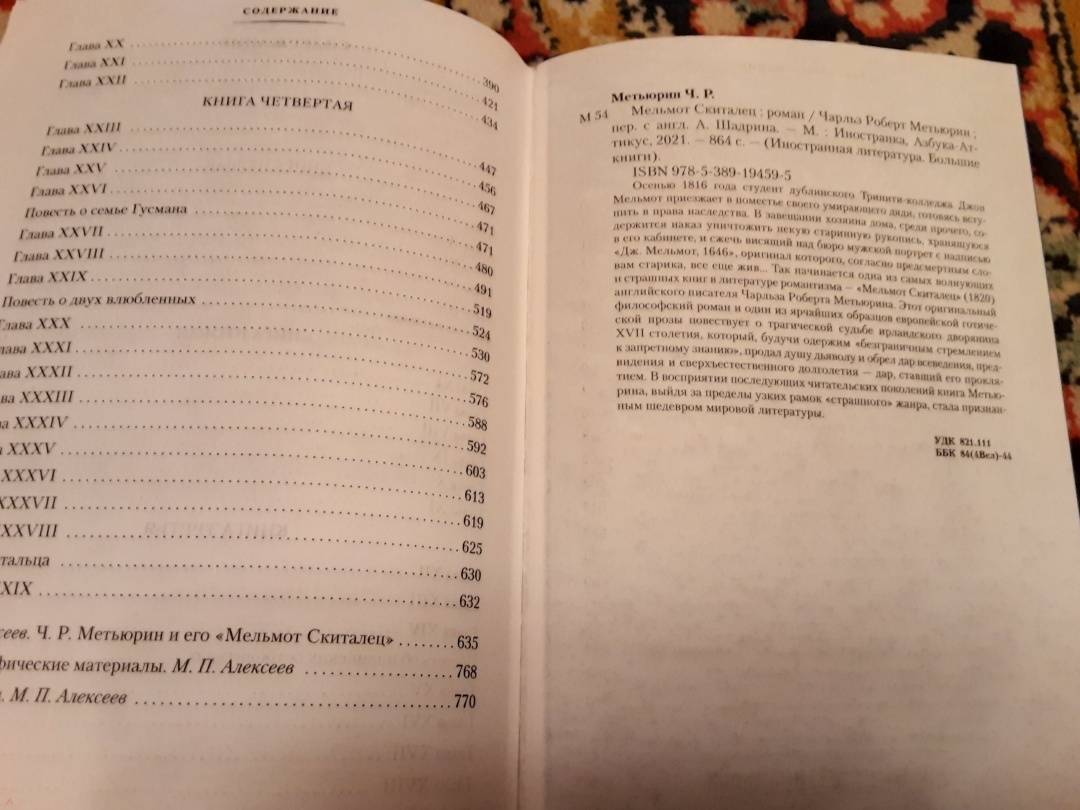 СОДЕРЖАНИЕ
Глава XX ... 390
Глава XXI ... 421
Глава XXII ... 434
КНИГА ЧЕТВЕРТАЯ
Глава XXIII ... 447
Глава XXIV ... 456
Глава XXV ... 467
Глава XXVI ... 471
Повесть о семье Гусмана ... 471
Глава XXVII ... 480
Глава XXVIII ... 491
Глава XXIX ... 519
Повесть о двух влюбленных ... 524
Глава XXX ... 530
лава XXXI ... 572
ава XXXII ... 576
ва XXXIII ... 588
а XXXIV ... 592
а XXXV ... 603
XXXVI ... 613
XXXVII ... 619
XXVIII ... 625
тальца ... 630
XIX ... 632
сеев. Ч. Р. Метьюрин и его «Мельмот Скиталец» ... 635
фические материалы. М. П. Алексеев ... 768
М. П. Алексеев ... 770
Метьюрин Ч. Р.
М 54 Мельмот Скиталец : роман / Чарльз Роберт Метьюрин ;
пер. с англ. А. Шадрина. — М. : Иностранка, Азбука-Ат-
тикус, 2021. — 864 с. — (Иностранная литература. Большие
книги).
ISBN 978-5-389-19459-5
Осенью 1816 года студент дублинского Тринити-колледжа Джон
Мельмот приезжает в поместье своего умирающего дяди, готовясь всту-
пить в права наследства. В завещании хозяина дома, среди прочего, со-
держится наказ уничтожить некую старинную рукопись, хранящуюся
в его кабинете, и сжечь висящий над бюро мужской портрет с надписью
«Дж. Мельмот, 1646», оригинал которого, согласно предсмертным сло-
вам старика, все еще жив... Так начинается одна из самых волнующих
и страшных книг в литературе романтизма — «Мельмот Скиталец» (1820)
английского писателя Чарльза Роберта Метьюрина. Этот оригинальный
философский роман и один из ярчайших образцов европейской готиче-
ской прозы повествует о трагической судьбе ирландского дворянина
XVII столетия, который, будучи одержим «безграничным стремлением
к запретному знанию», продал душу дьяволу и обрел дар всеведения, пред-
видения и сверхъестественного долголетия — дар, ставший его прокля-
тием. В восприятии последующих читательских поколений книга Метью-
рина, выйдя за пределы узких рамок «страшного» жанра, стала признан-
ным шедевром мировой литературы.
УДК 821.111
ББК 84(4Вел)-44